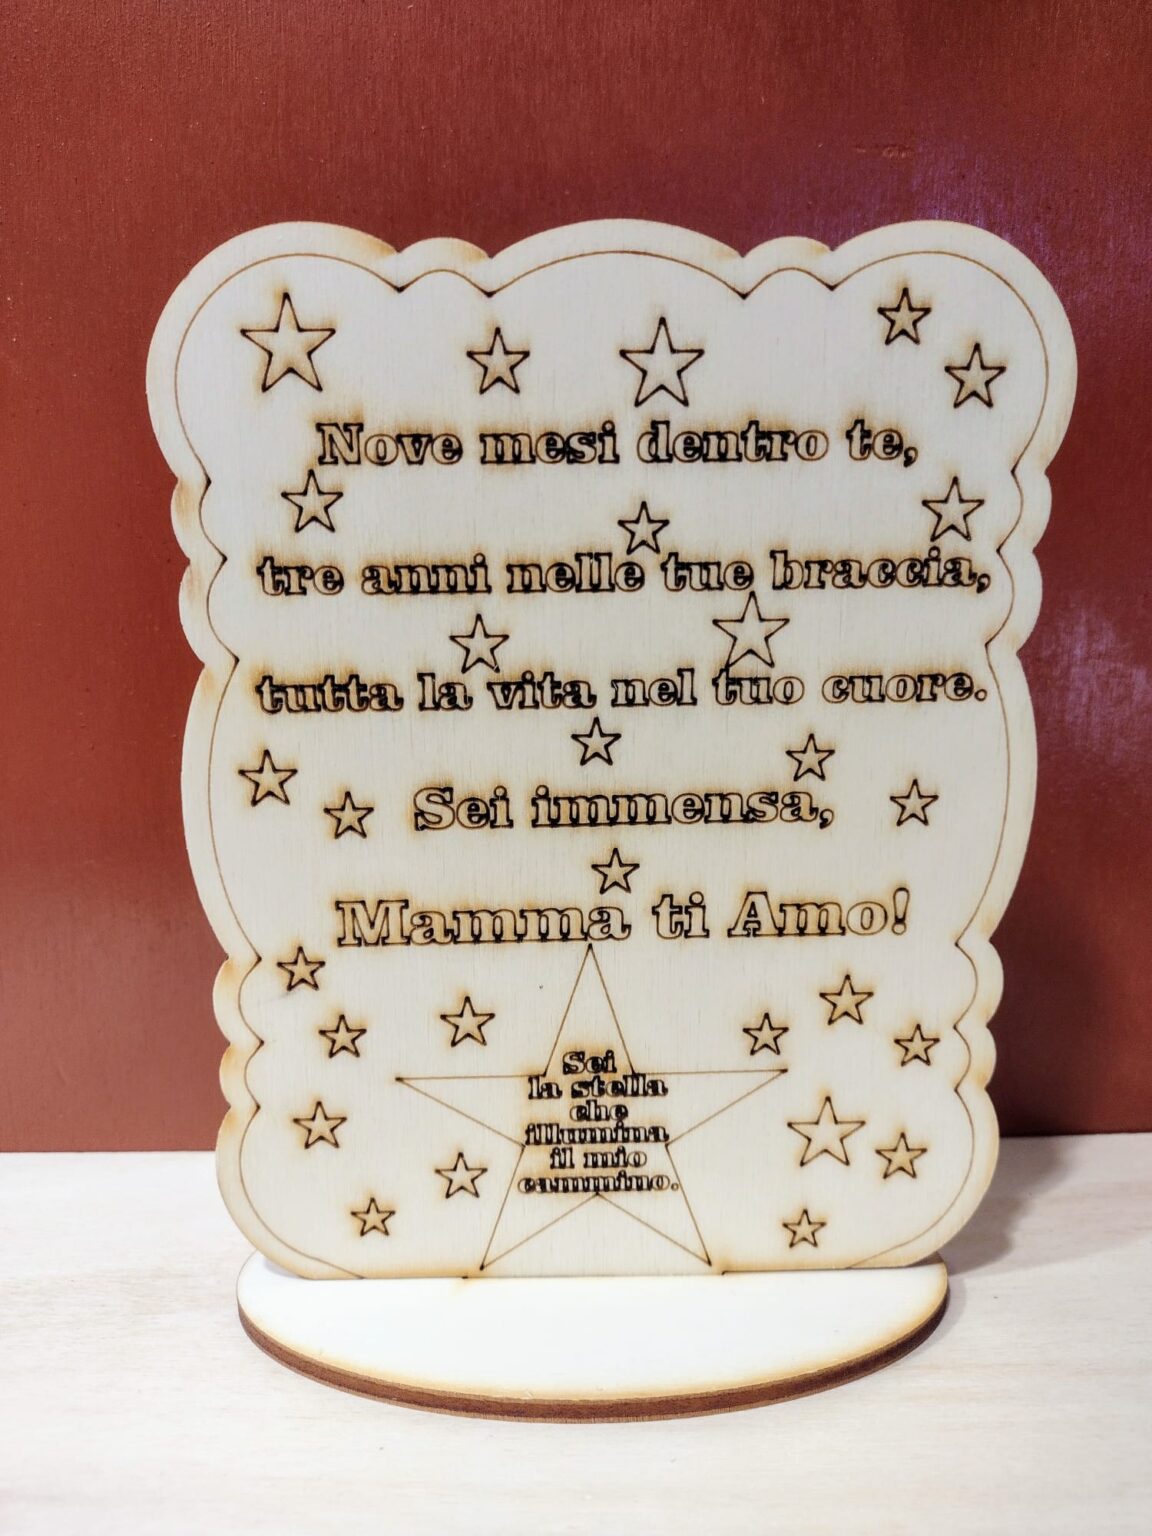 Nove mesi dentro te,
tre anni nelle tue braccia,
tutta la vita nel tuo cuore.
Sei immensa,
Mamma ti Amo!
Sei
la stella
che
illumina
il mio
cammino.